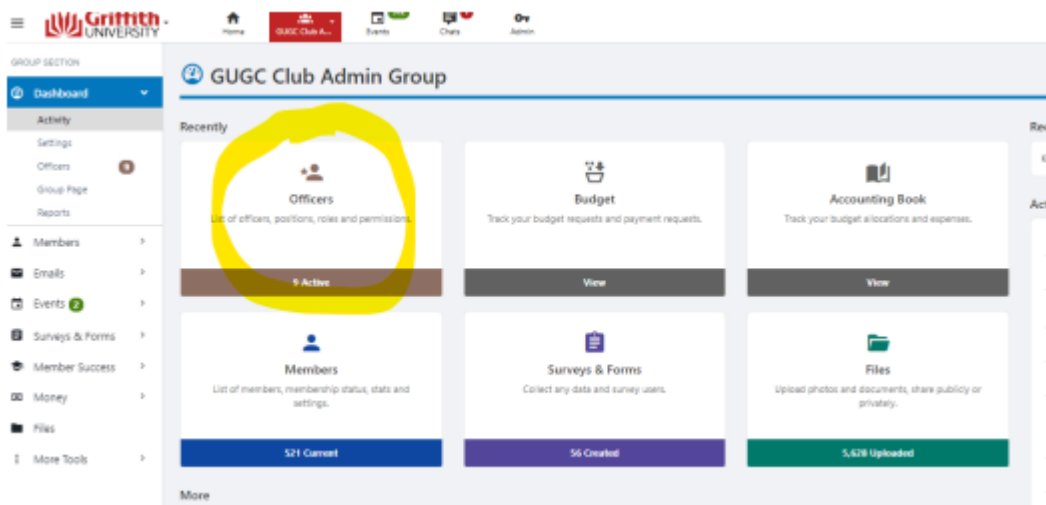 Griffith
UNIVERSITY
Home
GUGC Club A...
Events
Chats
Admin
GROUP SECTION
Dashboard
Activity
Settings
Officers 9
Group Page
Reports
Members
Emails
Events 2
Surveys & Forms
Member Success
Money
Files
More Tools
GUGC Club Admin Group
Recently
Officers
List of officers, positions, roles and permissions.
9 Active
Budget
Track your budget requests and payment requests.
View
Accounting Book
Track your budget allocations and expenses.
View
Members
List of members, membership status, stats and
settings.
521 Current
Surveys & Forms
Collect any data and survey users.
56 Created
Files
Upload photos and documents, share publicly or
privately.
5,628 Uploaded
More